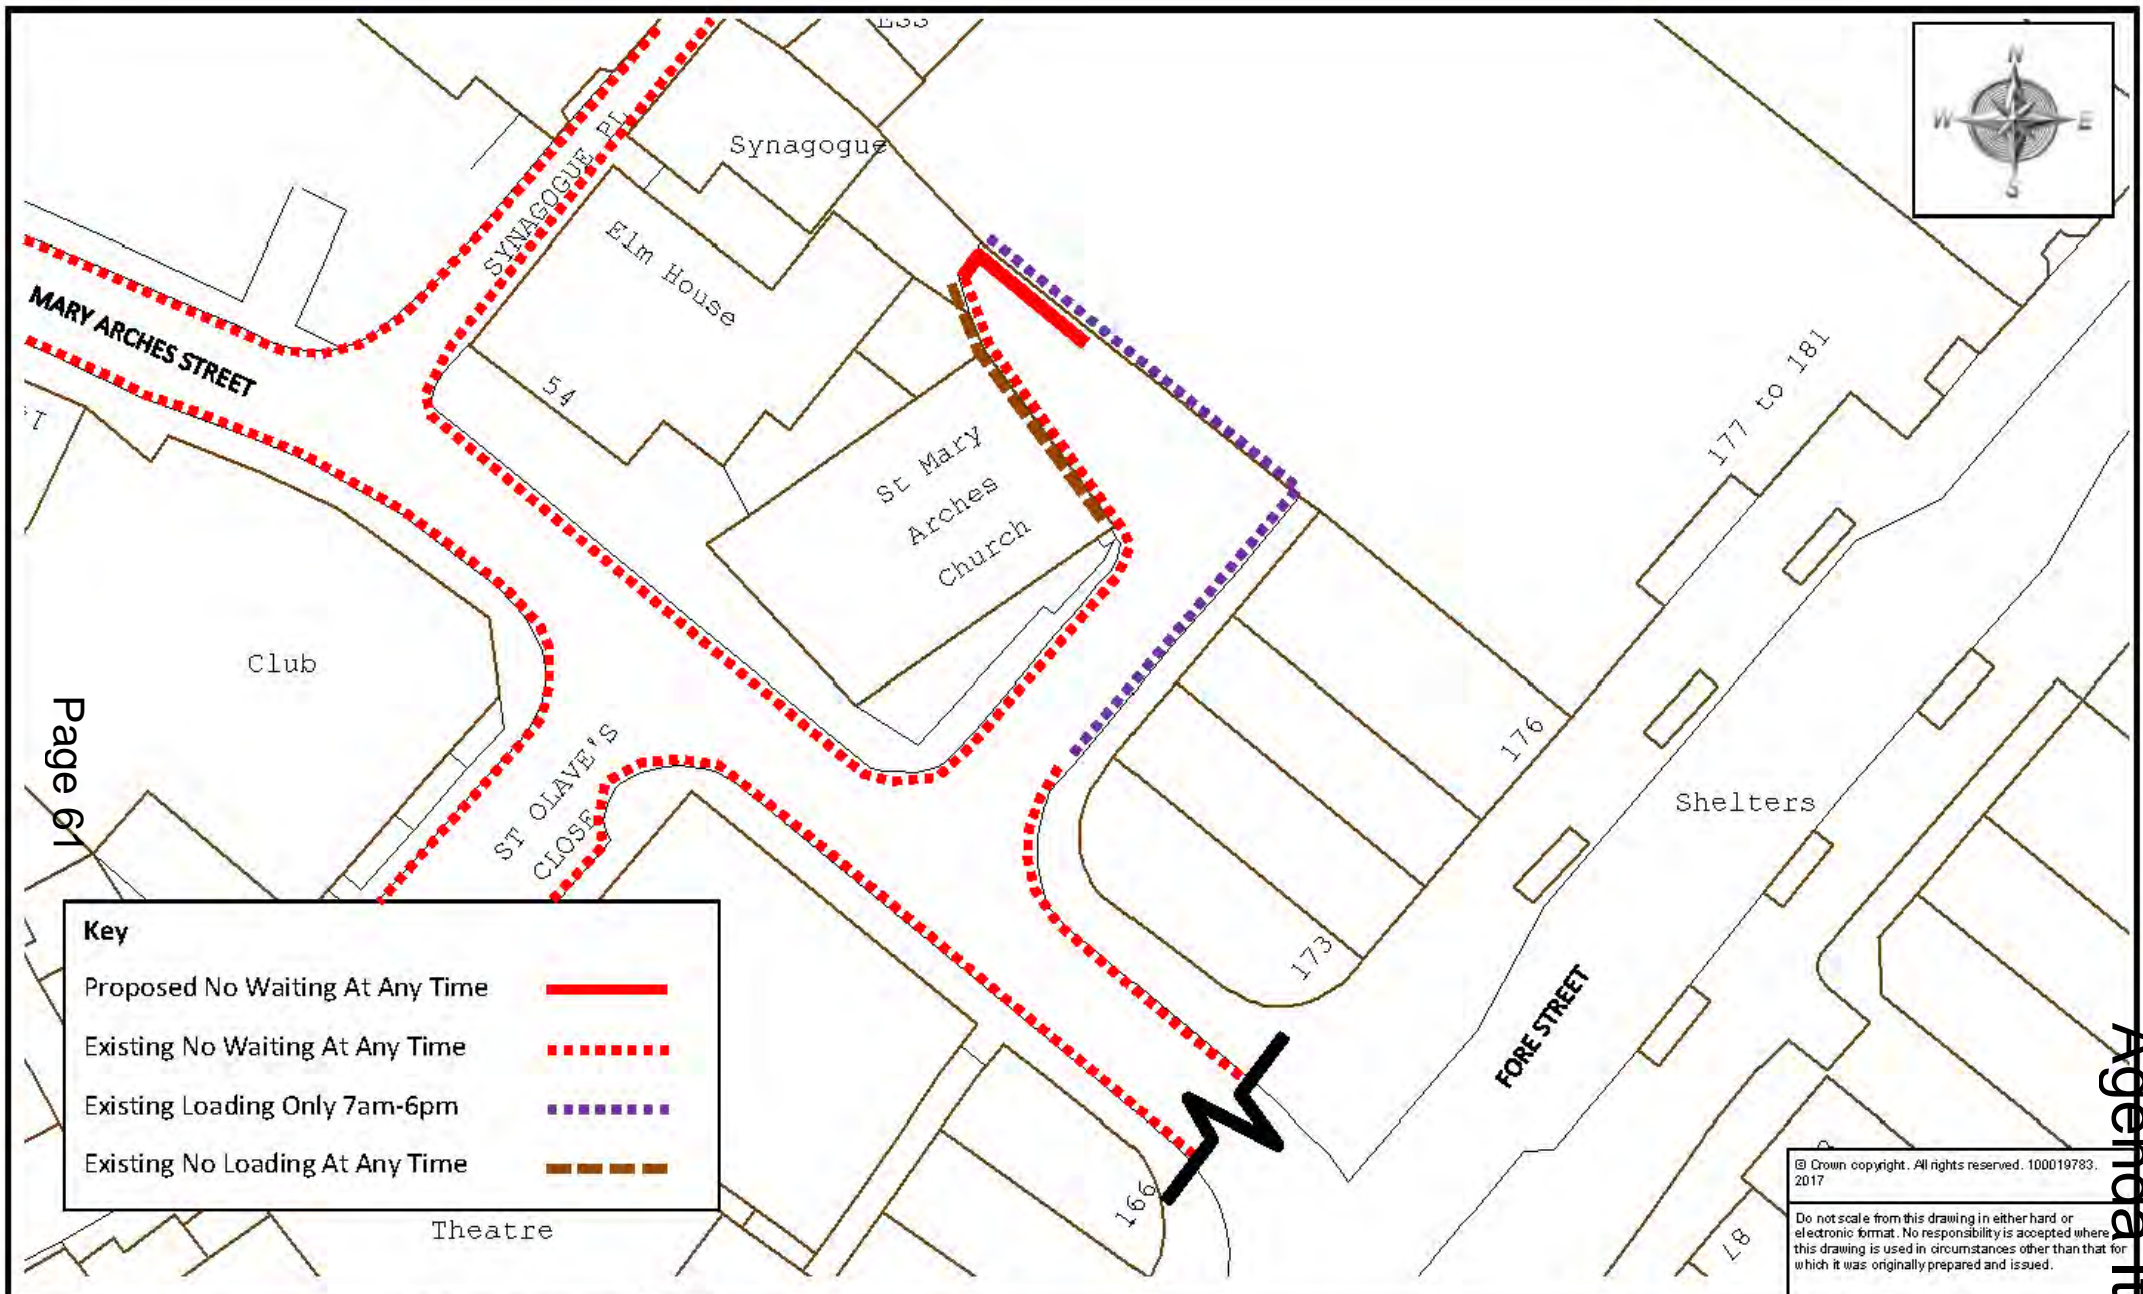 N
W E
S
Synagogue
SYNAGOGUE PL
Elm House
54
MARY ARCHES STREET
St Mary
Arches
Church
177 to 181
176
Club
Page 61
ST OLAVE'S
CLOSE
Shelters
173
FORE STREET
Key
Proposed No Waiting At Any Time
Existing No Waiting At Any Time
Existing Loading Only 7am-6pm
Existing No Loading At Any Time
166
Theatre
87
© Crown copyright. All rights reserved. 100019783.
2017
Do not scale from this drawing in either hard or
electronic format. No responsibility is accepted where
this drawing is used in circumstances other than that for
which it was originally prepared and issued.
Agenda It